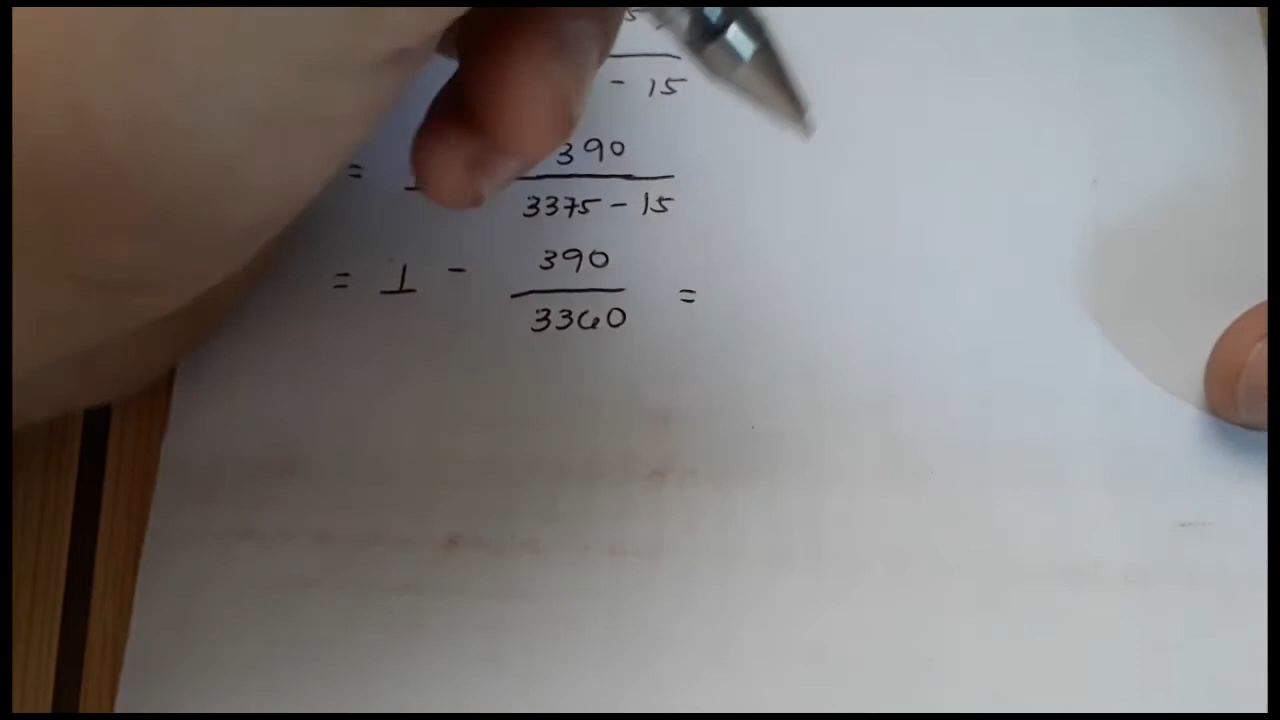 - 15
= 390
3375 - 15
= 1 - 390
3360 =